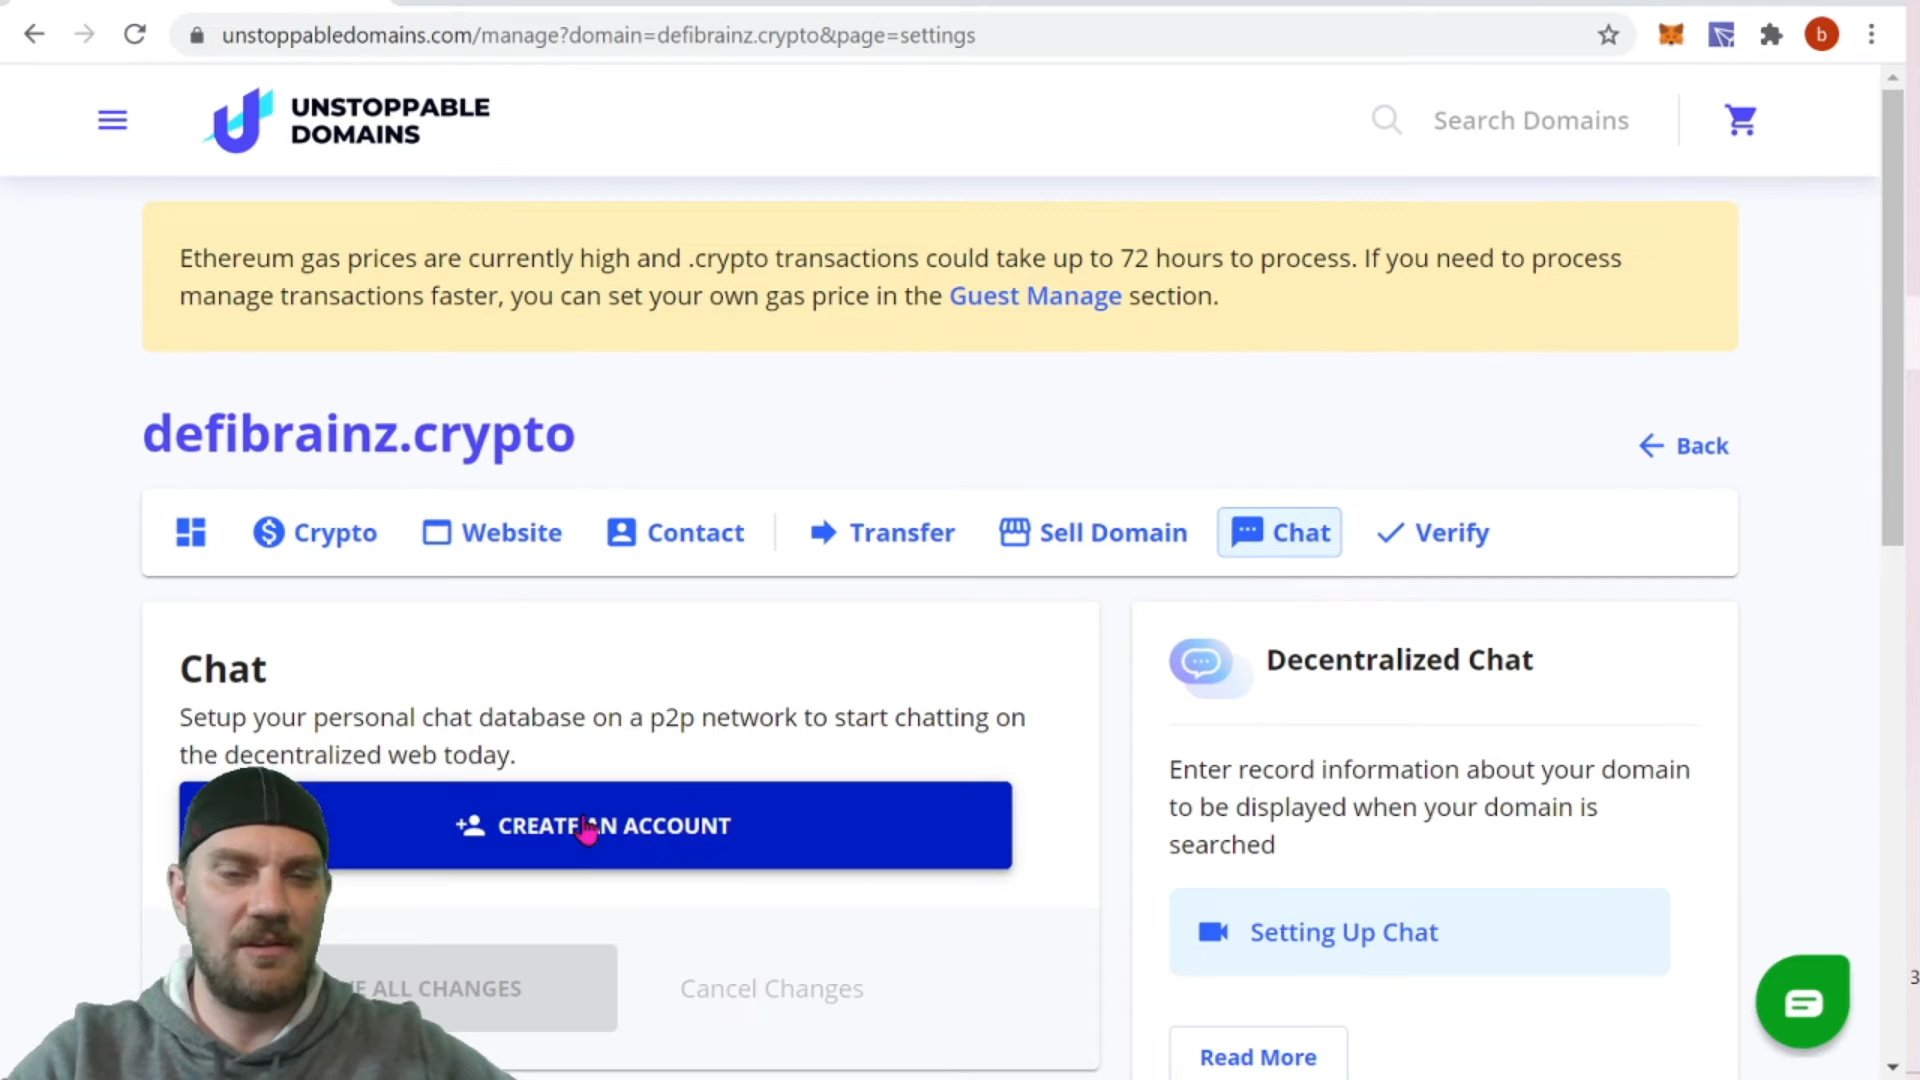 unstoppabledomains.com/manage?domain=defibrainz.crypto&page=settings
b
UNSTOPPABLE
DOMAINS
Search Domains
Ethereum gas prices are currently high and .crypto transactions could take up to 72 hours to process. If you need to process
manage transactions faster, you can set your own gas price in the Guest Manage section.
defibrainz.crypto
Back
Crypto
Website
Contact
Transfer
Sell Domain
Chat
Verify
Chat
Setup your personal chat database on a p2p network to start chatting on
the decentralized web today.
CREATE AN ACCOUNT
ALL CHANGES
Cancel Changes
Decentralized Chat
Enter record information about your domain
to be displayed when your domain is
searched
Setting Up Chat
Read More
3